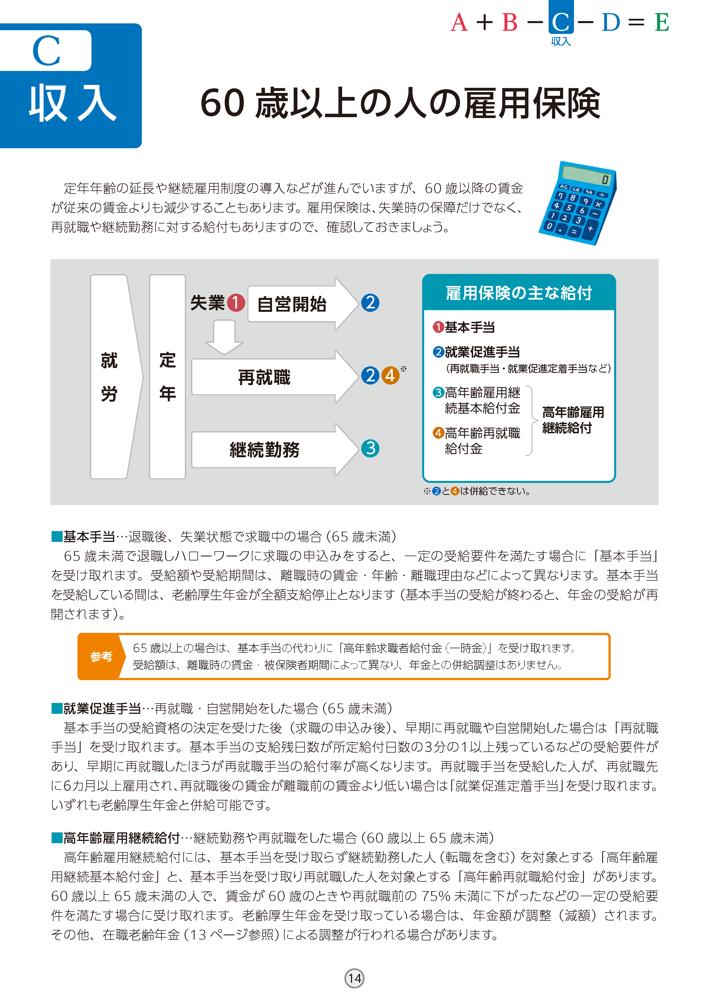 A + B − C − D = E
収入
C
収入
60 歳以上の人の雇用保険
定年年齢の延長や継続雇用制度の導入などが進んでいますが、60 歳以降の賃金
が従来の賃金よりも減少することもあります。雇用保険は、失業時の保障だけでなく、
再就職や継続勤務に対する給付もありますので、確認しておきましょう。
0
AC CE % ÷
7 8 9 ×
4 5 6 −
1 2 3 +
0 . =
就労
定年
失業1
自営開始
2
再就職
2 4※
継続勤務
3
雇用保険の主な給付
1基本手当
2就業促進手当
（再就職手当・就業促進定着手当など）
3高年齢雇用継
続基本給付金
4高年齢再就職
給付金
高年齢雇用
継続給付
※2と4は併給できない。
■基本手当…退職後、失業状態で求職中の場合（65 歳未満）
65 歳未満で退職しハローワークに求職の申込みをすると、一定の受給要件を満たす場合に「基本手当」
を受け取れます。受給額や受給期間は、離職時の賃金・年齢・離職理由などによって異なります。基本手当
を受給している間は、老齢厚生年金が全額支給停止となります（基本手当の受給が終わると、年金の受給が再
開されます）。
参考
65 歳以上の場合は、基本手当の代わりに「高年齢求職者給付金（一時金）」を受け取れます。
受給額は、離職時の賃金・被保険者期間によって異なり、年金との併給調整はありません。
■就業促進手当…再就職・自営開始をした場合（65 歳未満）
基本手当の受給資格の決定を受けた後（求職の申込み後）、早期に再就職や自営開始した場合は「再就職
手当」を受け取れます。基本手当の支給残日数が所定給付日数の3分の1以上残っているなどの受給要件が
あり、早期に再就職したほうが再就職手当の給付率が高くなります。再就職手当を受給した人が、再就職先
に6カ月以上雇用され、再就職後の賃金が離職前の賃金より低い場合は「就業促進定着手当」を受け取れます。
いずれも老齢厚生年金と併給可能です。
■高年齢雇用継続給付…継続勤務や再就職をした場合（60 歳以上 65 歳未満）
高年齢雇用継続給付には、基本手当を受け取らず継続勤務した人（転職を含む）を対象とする「高年齢雇
用継続基本給付金」と、基本手当を受け取り再就職した人を対象とする「高年齢再就職給付金」があります。
60 歳以上 65 歳未満の人で、賃金が 60 歳のときや再就職前の 75% 未満に下がったなどの一定の受給要
件を満たす場合に受け取れます。老齢厚生年金を受け取っている場合は、年金額が調整（減額）されます。
その他、在職老齢年金（13 ページ参照）による調整が行われる場合があります。
14